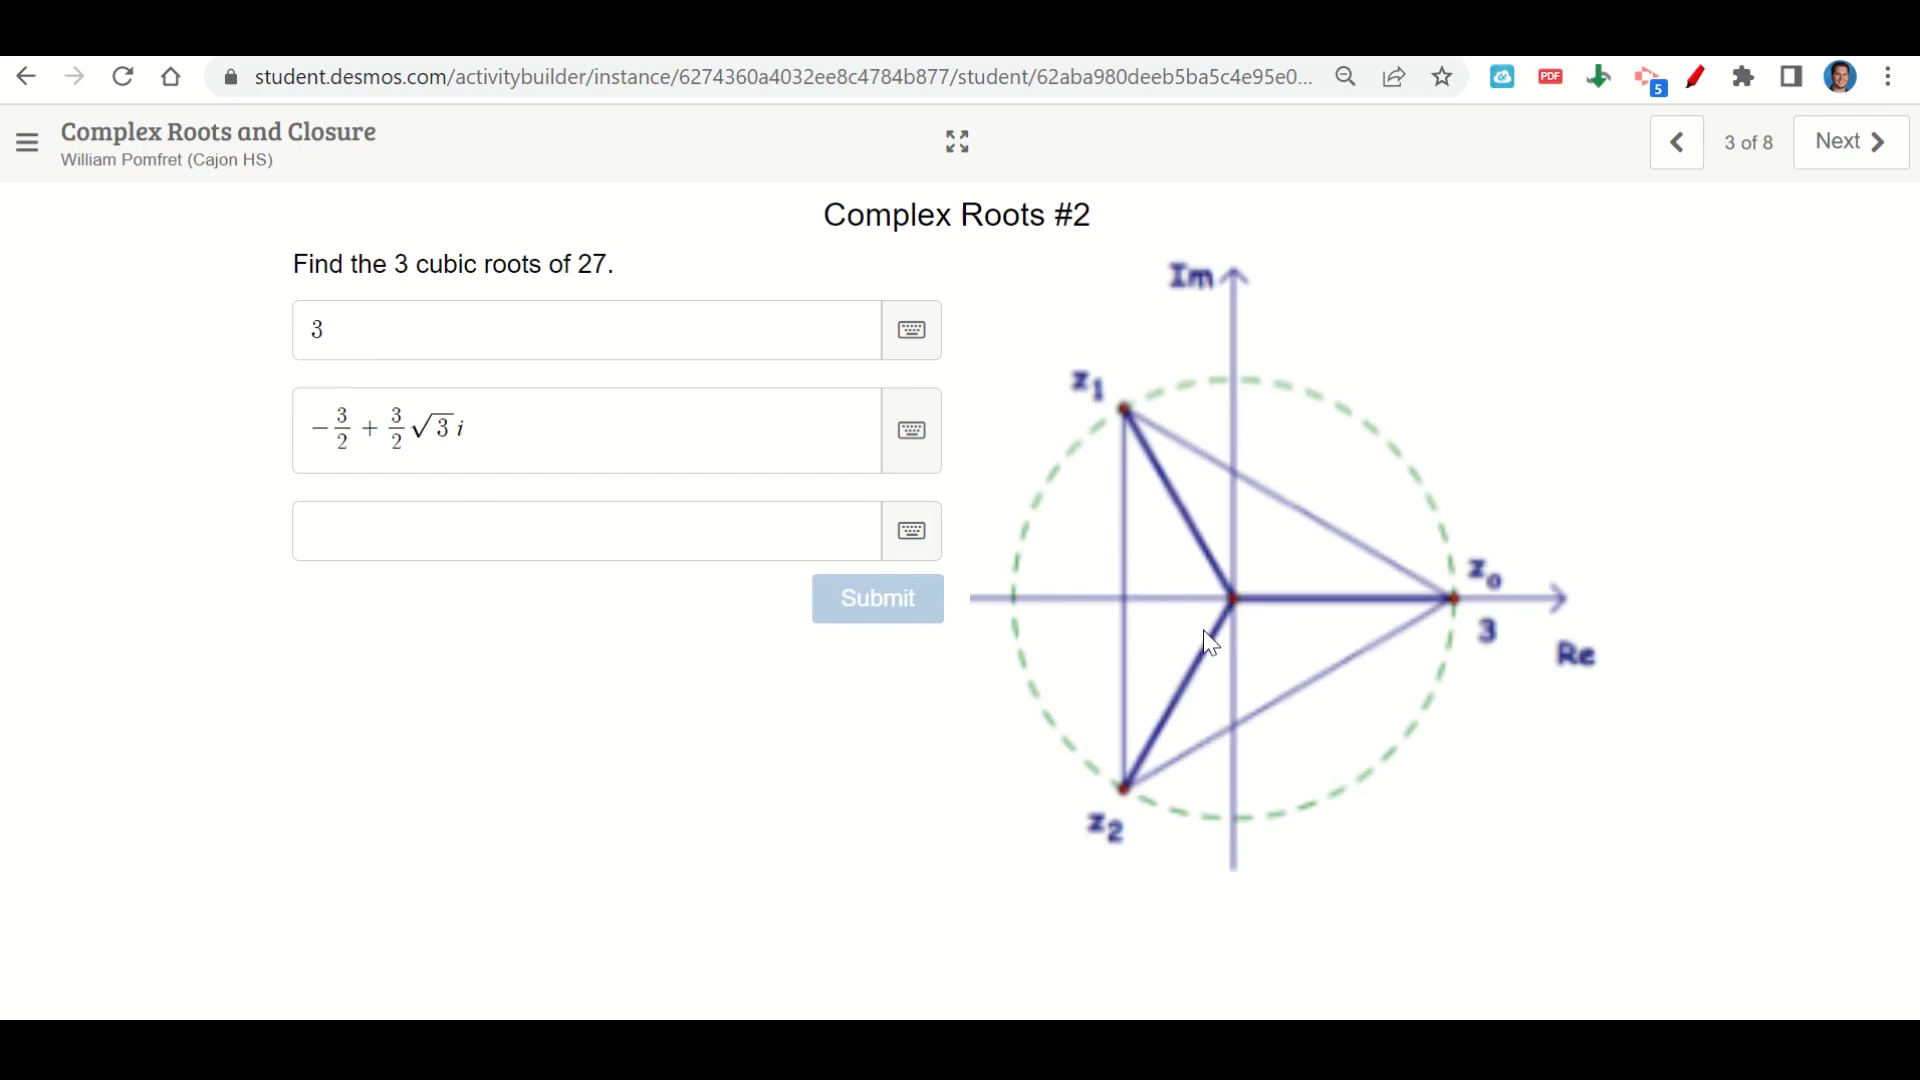 student.desmos.com/activitybuilder/instance/6274360a4032ee8c4784b877/student/62aba980deeb5ba5c4e95e0...
PDF
5
Complex Roots and Closure
William Pomfret (Cajon HS)
3 of 8
Next
Complex Roots #2
Find the 3 cubic roots of 27.
3
-3/2 + 3/2 √3 i
Submit
Im
z1
z0
3
Re
z2